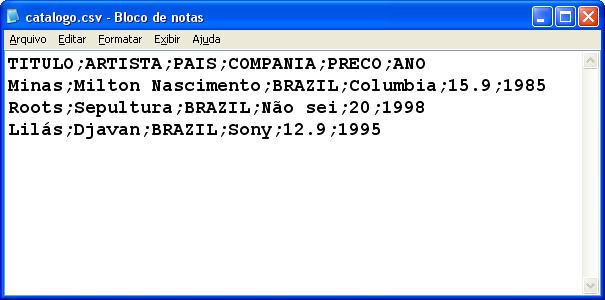 catalogo.csv - Bloco de notas
Arquivo Editar Formatar Exibir Ajuda
TITULO;ARTISTA;PAIS;COMPANIA;PRECO;ANO
Minas;Milton Nascimento;BRAZIL;Columbia;15.9;1985
Roots;Sepultura;BRAZIL;Não sei;20;1998
Lilás;Djavan;BRAZIL;Sony;12.9;1995